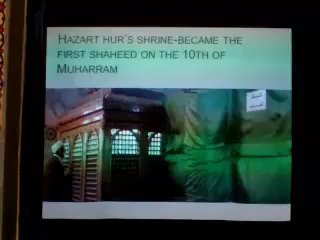 HAZART HUR'S SHRINE-BECAME THE
FIRST SHAHEED ON THE 10TH OF
MUHARRAM